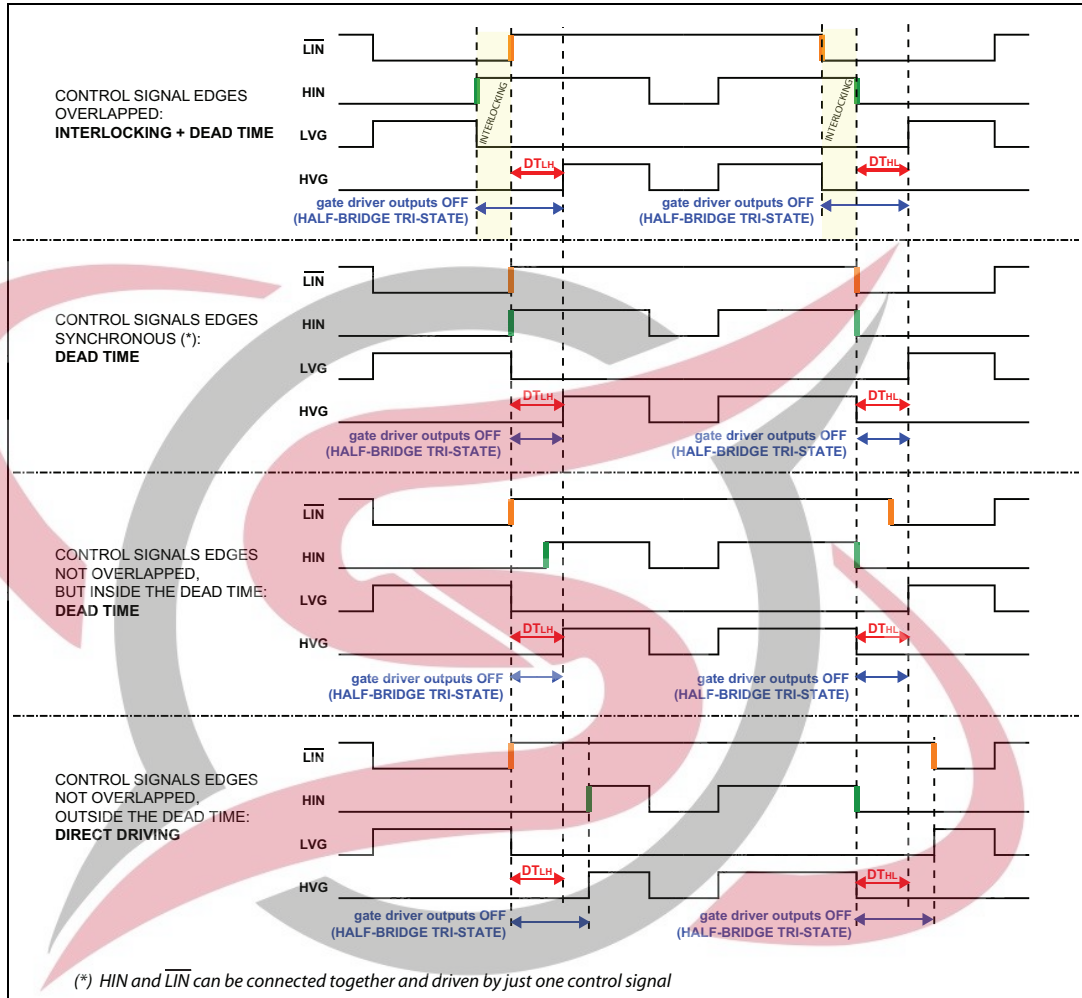 LIN
HIN
CONTROL SIGNAL EDGES
OVERLAPPED:
INTERLOCKING + DEAD TIME
INTERLOCKING
INTERLOCKING
LVG
DTLH
DTHL
HVG
gate driver outputs OFF
(HALF-BRIDGE TRI-STATE)
gate driver outputs OFF
(HALF-BRIDGE TRI-STATE)
LIN
CONTROL SIGNALS EDGES
SYNCHRONOUS (*):
DEAD TIME
HIN
LVG
DTLH
DTHL
HVG
gate driver outputs OFF
(HALF-BRIDGE TRI-STATE)
gate driver outputs OFF
(HALF-BRIDGE TRI-STATE)
LIN
CONTROL SIGNALS EDGES
NOT OVERLAPPED,
BUT INSIDE THE DEAD TIME:
DEAD TIME
HIN
LVG
DTLH
DTHL
HVG
gate driver outputs OFF
(HALF-BRIDGE TRI-STATE)
gate driver outputs OFF
(HALF-BRIDGE TRI-STATE)
LIN
CONTROL SIGNALS EDGES
NOT OVERLAPPED,
OUTSIDE THE DEAD TIME:
DIRECT DRIVING
HIN
LVG
DTLH
DTHL
HVG
gate driver outputs OFF
(HALF-BRIDGE TRI-STATE)
gate driver outputs OFF
(HALF-BRIDGE TRI-STATE)
(*) HIN and LIN can be connected together and driven by just one control signal